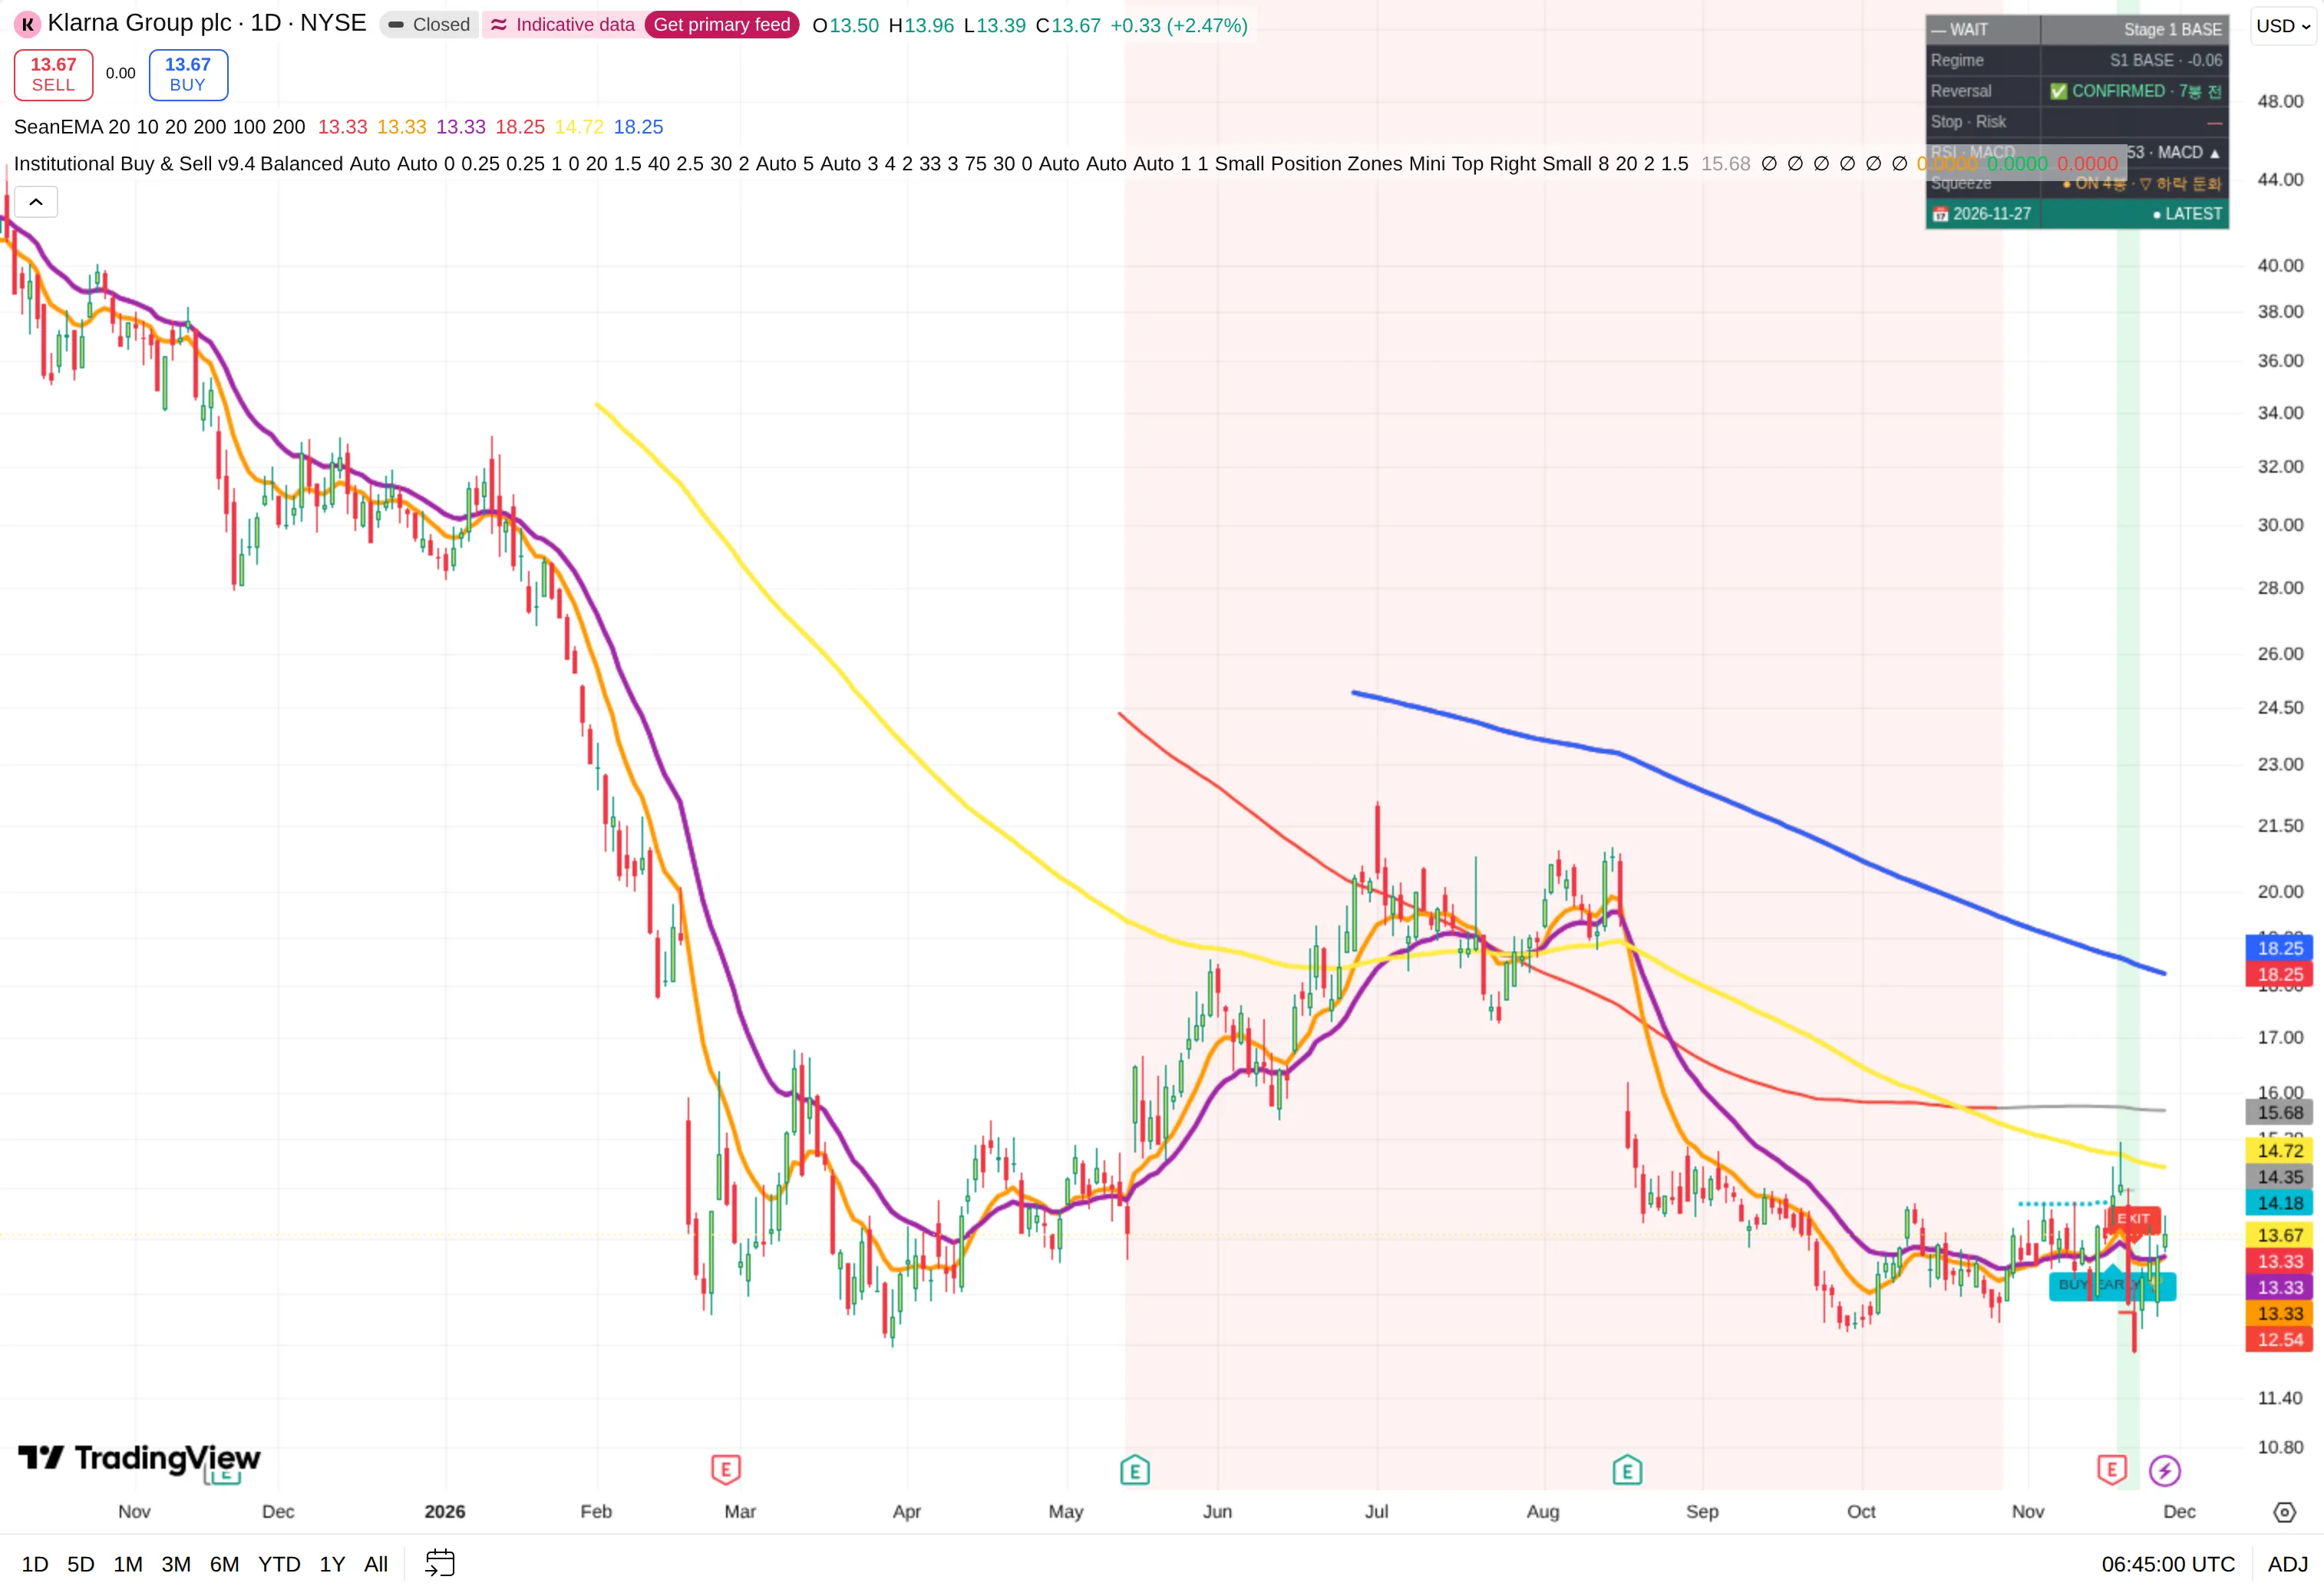 K Klarna Group plc · 1D · NYSE Closed Indicative data Get primary feed O13.50 H13.96 L13.39 C13.67 +0.33 (+2.47%)
13.67 SELL 0.00 13.67 BUY
SeanEMA 20 10 20 200 100 200 13.33 13.33 13.33 18.25 14.72 18.25
Institutional Buy & Sell v9.4 Balanced Auto Auto 0 0.25 0.25 1 0 20 1.5 40 2.5 30 2 Auto 5 Auto 3 4 2 33 3 75 30 0 Auto Auto Auto 1 1 Small Position Zones Mini Top Right Small 8 20 2 1.5 15.68 ∅ ∅ ∅ ∅ ∅ ∅ 0.0000 0.0000 0.0000
— WAIT Stage 1 BASE
Regime S1 BASE · -0.06
Reversal ✅ CONFIRMED · 7봉 전
Stop · Risk —
RSI · MACD 53 · MACD ▲
Squeeze ● ON 4봉 · ▽ 하락 둔화
📅 2026-11-27 ● LATEST
USD
48.00
44.00
40.00
38.00
36.00
34.00
32.00
30.00
28.00
26.00
24.50
23.00
21.50
20.00
18.25
18.25
17.00
16.00
15.68
14.72
14.35
14.18
13.67
13.33
13.33
13.33
12.54
11.40
10.80
EXIT
BUY EAR
TradingView
E E E E E
Nov Dec 2026 Feb Mar Apr May Jun Jul Aug Sep Oct Nov Dec
1D 5D 1M 3M 6M YTD 1Y All 06:45:00 UTC ADJ